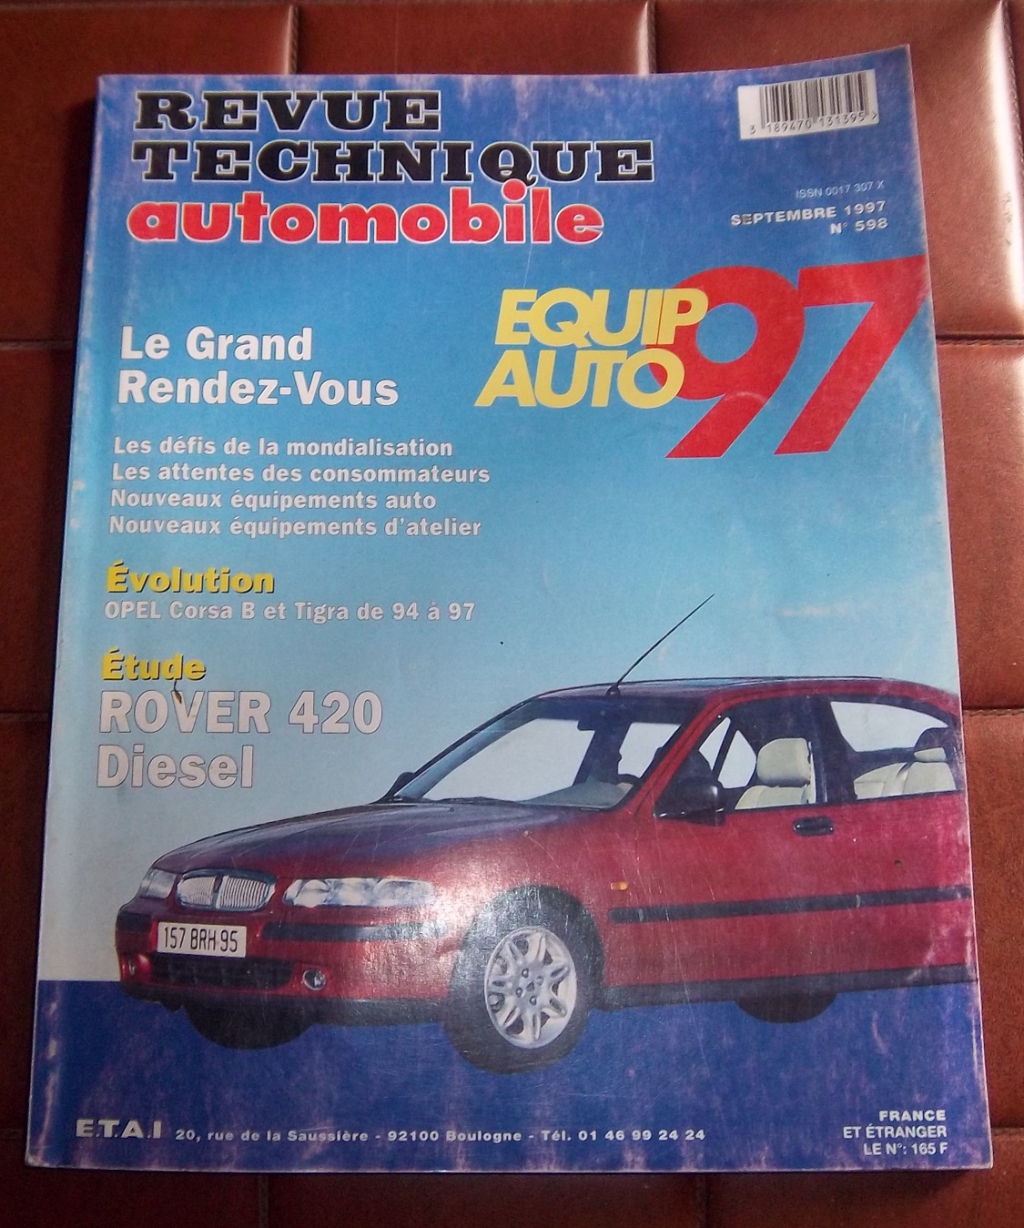 REVUE
TECHNIQUE
automobile
3 189470 131395
ISSN 0017 307 X
SEPTEMBRE 1997
N° 598
EQUIP
AUTO
97
Le Grand
Rendez-Vous
Les défis de la mondialisation
Les attentes des consommateurs
Nouveaux équipements auto
Nouveaux équipements d'atelier
Évolution
OPEL Corsa B et Tigra de 94 à 97
Étude
ROVER 420
Diesel
157 BRH 95
E.T.A.I 20, rue de la Saussière - 92100 Boulogne - Tél. 01 46 99 24 24
FRANCE
ET ÉTRANGER
LE N°: 165 F